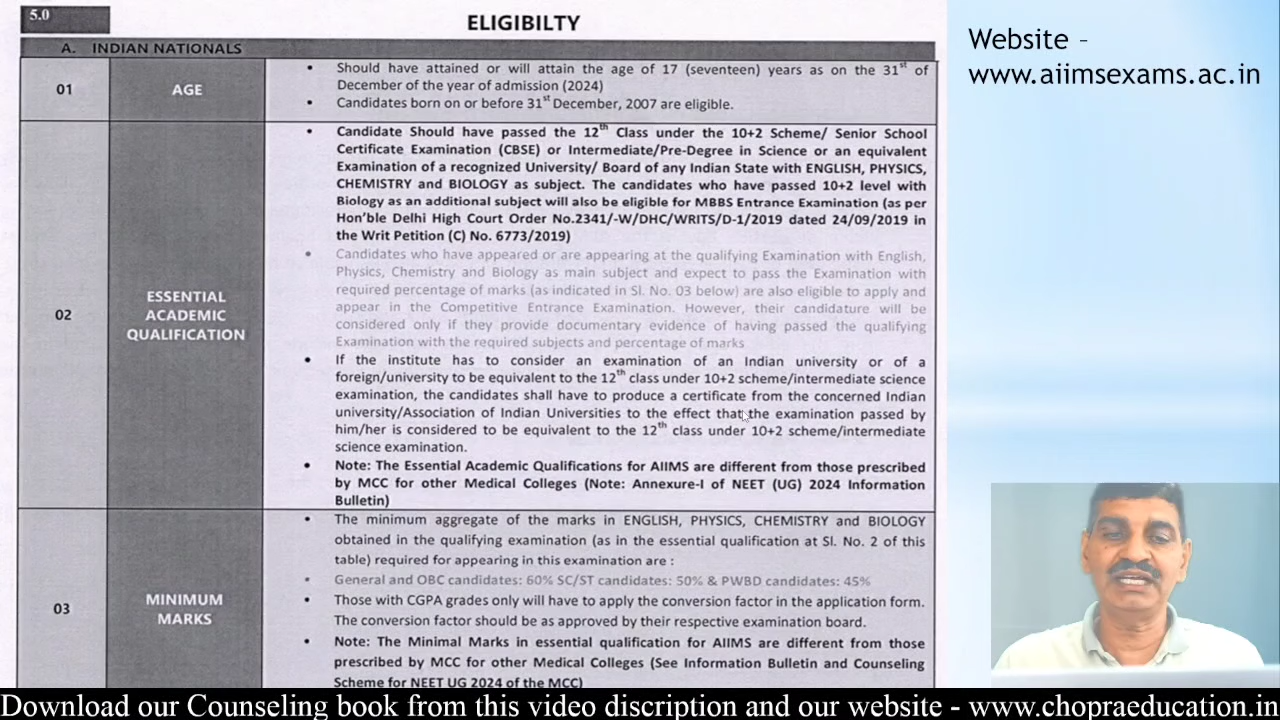 5.0
ELIGIBILTY
A. INDIAN NATIONALS
01
AGE
• Should have attained or will attain the age of 17 (seventeen) years as on the 31st of
December of the year of admission (2024)
• Candidates born on or before 31st December, 2007 are eligible.
02
ESSENTIAL
ACADEMIC
QUALIFICATION
• Candidate Should have passed the 12th Class under the 10+2 Scheme/ Senior School
Certificate Examination (CBSE) or Intermediate/Pre-Degree in Science or an equivalent
Examination of a recognized University/ Board of any Indian State with ENGLISH, PHYSICS,
CHEMISTRY and BIOLOGY as subject. The candidates who have passed 10+2 level with
Biology as an additional subject will also be eligible for MBBS Entrance Examination (as per
Hon'ble Delhi High Court Order No.2341/-W/DHC/WRITS/D-1/2019 dated 24/09/2019 in
the Writ Petition (C) No. 6773/2019)
• Candidates who have appeared or are appearing at the qualifying Examination with English,
Physics, Chemistry and Biology as main subject and expect to pass the Examination with
required percentage of marks (as indicated in Sl. No. 03 below) are also eligible to apply and
appear in the Competitive Entrance Examination. However, their candidature will be
considered only if they provide documentary evidence of having passed the qualifying
Examination with the required subjects and percentage of marks
• If the institute has to consider an examination of an Indian university or of a
foreign/university to be equivalent to the 12th class under 10+2 scheme/intermediate science
examination, the candidates shall have to produce a certificate from the concerned Indian
university/Association of Indian Universities to the effect that the examination passed by
him/her is considered to be equivalent to the 12th class under 10+2 scheme/intermediate
science examination.
• Note: The Essential Academic Qualifications for AIIMS are different from those prescribed
by MCC for other Medical Colleges (Note: Annexure-I of NEET (UG) 2024 Information
Bulletin)
03
MINIMUM
MARKS
• The minimum aggregate of the marks in ENGLISH, PHYSICS, CHEMISTRY and BIOLOGY
obtained in the qualifying examination (as in the essential qualification at Sl. No. 2 of this
table) required for appearing in this examination are :
• General and OBC candidates: 60% SC/ST candidates: 50% & PWBD candidates: 45%
• Those with CGPA grades only will have to apply the conversion factor in the application form.
The conversion factor should be as approved by their respective examination board.
• Note: The Minimal Marks in essential qualification for AIIMS are different from those
prescribed by MCC for other Medical Colleges (See Information Bulletin and Counseling
Scheme for NEET UG 2024 of the MCC)
Website –
www.aiimsexams.ac.in
Download our Counseling book from this video discription and our website - www.chopraeducation.in